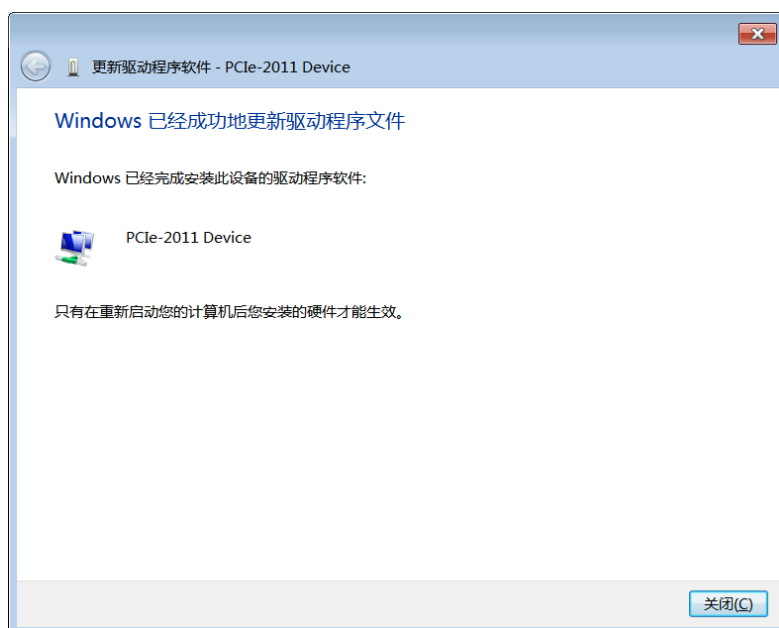 更新驱动程序软件 - PCIe-2011 Device
Windows 已经成功地更新驱动程序文件
Windows 已经完成安装此设备的驱动程序软件:
PCIe-2011 Device
只有在重新启动您的计算机后您安装的硬件才能生效。
关闭(C)